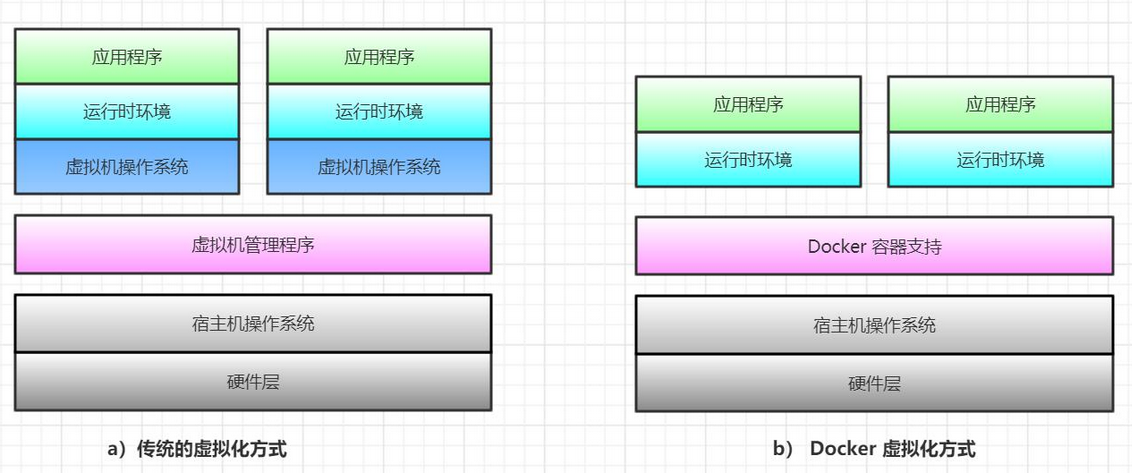 应用程序
运行时环境
虚拟机操作系统
应用程序
运行时环境
虚拟机操作系统
虚拟机管理程序
宿主机操作系统
硬件层
a）传统的虚拟化方式
应用程序
运行时环境
应用程序
运行时环境
Docker 容器支持
宿主机操作系统
硬件层
b） Docker 虚拟化方式